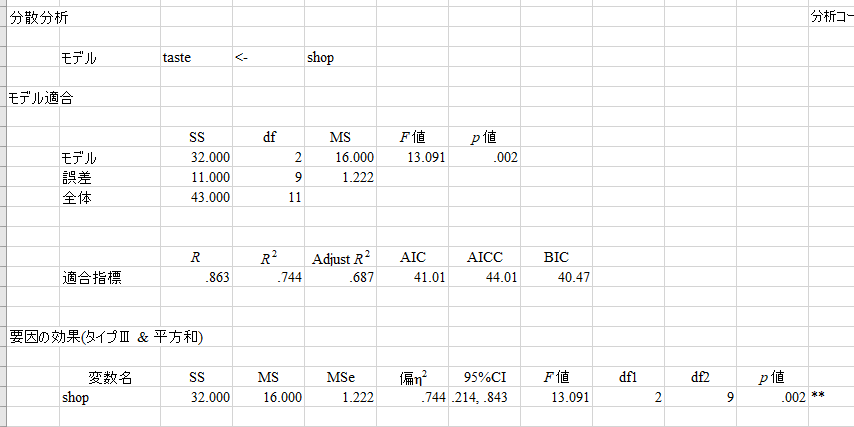 分散分析 分析コー
モデル taste <- shop
モデル適合
SS df MS F 値 p 値
モデル 32.000 2 16.000 13.091 .002
誤差 11.000 9 1.222
全体 43.000 11
R R² Adjust R² AIC AICC BIC
適合指標 .863 .744 .687 41.01 44.01 40.47
要因の効果(タイプⅢ & 平方和)
変数名 SS MS MSe 偏η² 95%CI F 値 df1 df2 p 値
shop 32.000 16.000 1.222 .744 .214, .843 13.091 2 9 .002 **